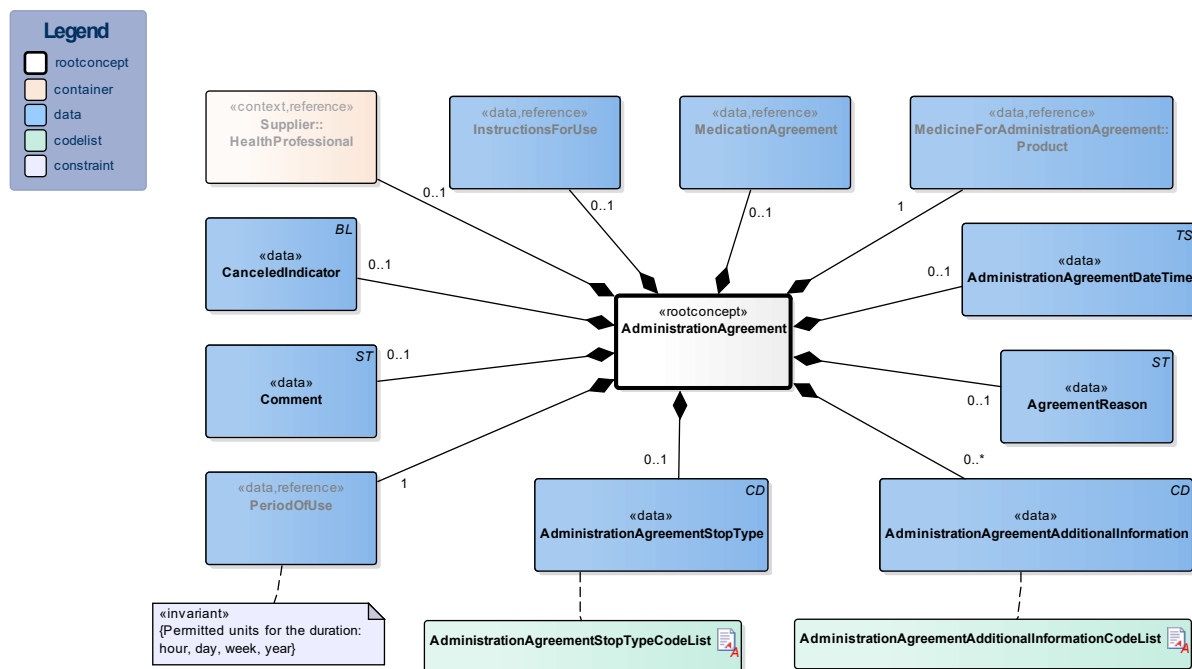 Legend
rootconcept
container
data
codelist
constraint
«context,reference»
Supplier::
HealthProfessional
«data,reference»
InstructionsForUse
«data,reference»
MedicationAgreement
«data,reference»
MedicineForAdministrationAgreement::
Product
0..1
0..1
0..1
1
BL
«data»
CanceledIndicator
0..1
TS
«data»
AdministrationAgreementDateTime
0..1
«rootconcept»
AdministrationAgreement
ST
«data»
Comment
0..1
ST
«data»
AgreementReason
0..1
«data,reference»
PeriodOfUse
1
CD
«data»
AdministrationAgreementStopType
0..1
CD
«data»
AdministrationAgreementAdditionalInformation
0..*
«invariant»
{Permitted units for the duration:
hour, day, week, year}
AdministrationAgreementStopTypeCodeList
AdministrationAgreementAdditionalInformationCodeList